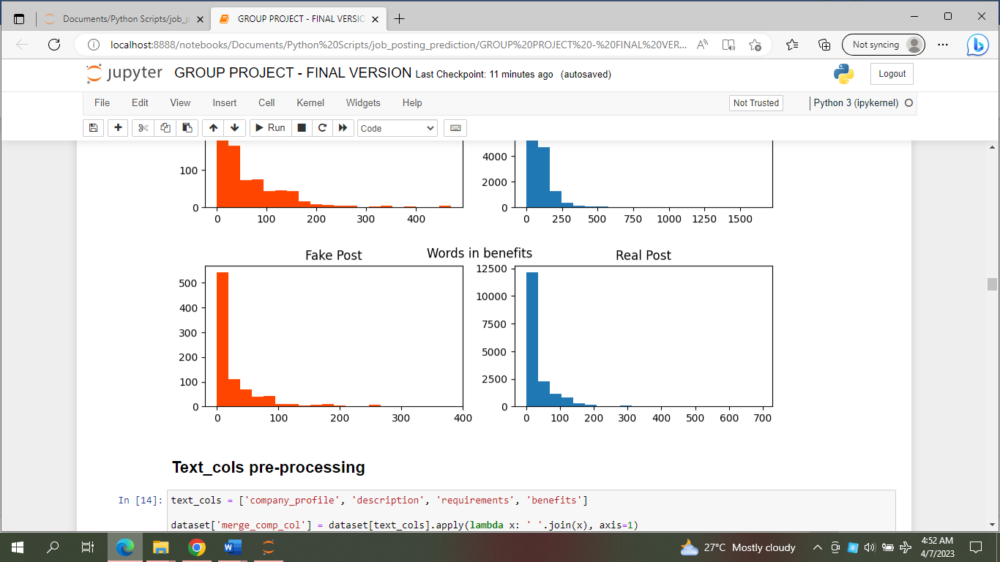 Documents/Python Scripts/job_p
GROUP PROJECT - FINAL VERSIO
localhost:8888/notebooks/Documents/Python%20Scripts/job_posting_prediction/GROUP%20PROJECT%20-%20FINAL%20VER...
Not syncing
jupyter GROUP PROJECT - FINAL VERSION Last Checkpoint: 11 minutes ago (autosaved)
Logout
File Edit View Insert Cell Kernel Widgets Help
Not Trusted
Python 3 (ipykernel)
Run
Code
100
0
0 100 200 300 400
4000
2000
0
0 250 500 750 1000 1250 1500
Words in benefits
Fake Post
500
400
300
200
100
0
0 100 200 300 400
Real Post
12500
10000
7500
5000
2500
0
0 100 200 300 400 500 600 700
Text_cols pre-processing
In [14]: text_cols = ['company_profile', 'description', 'requirements', 'benefits']
dataset['merge_comp_col'] = dataset[text_cols].apply(lambda x: ' '.join(x), axis=1)
27°C Mostly cloudy
4:52 AM
4/7/2023